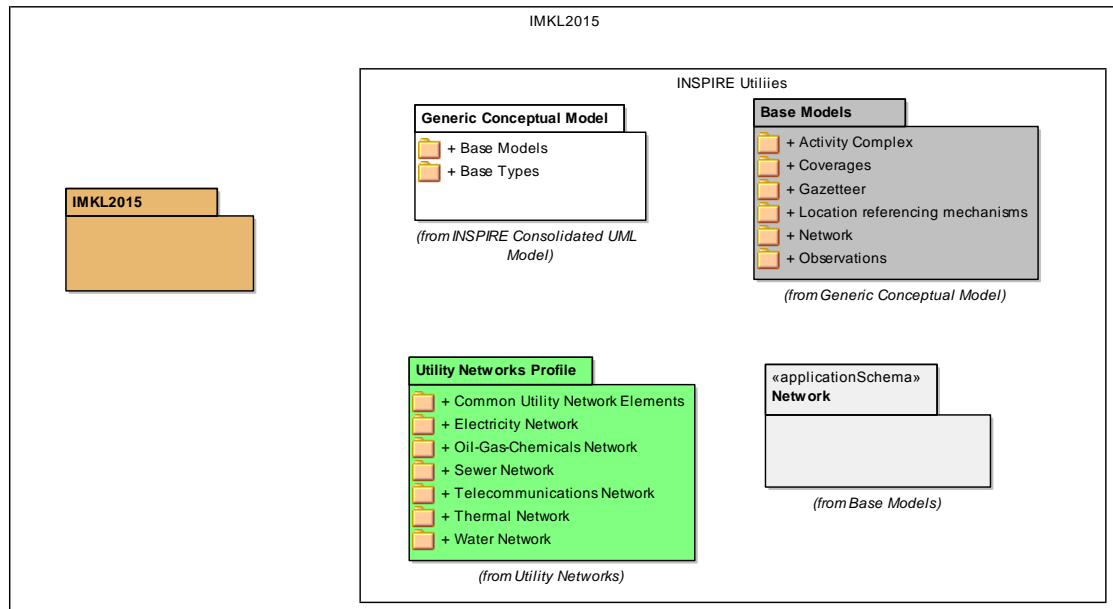 IMKL2015
INSPIRE Utiliies
Generic Conceptual Model
+ Base Models
+ Base Types
(from INSPIRE Consolidated UML
Model)
Base Models
+ Activity Complex
+ Coverages
+ Gazetteer
+ Location referencing mechanisms
+ Network
+ Observations
(from Generic Conceptual Model)
IMKL2015
Utility Networks Profile
+ Common Utility Network Elements
+ Electricity Network
+ Oil-Gas-Chemicals Network
+ Sewer Network
+ Telecommunications Network
+ Thermal Network
+ Water Network
(from Utility Networks)
«applicationSchema»
Network
(from Base Models)